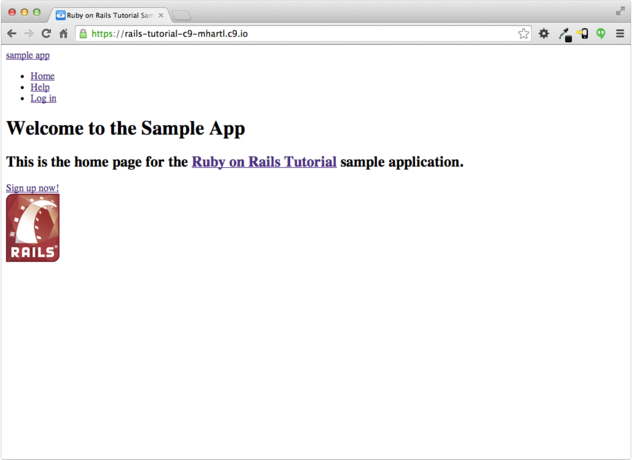 Ruby on Rails Tutorial Sam
https://rails-tutorial-c9-mhartl.c9.io
sample app
Home
Help
Log in
Welcome to the Sample App
This is the home page for the Ruby on Rails Tutorial sample application.
Sign up now!
RAILS